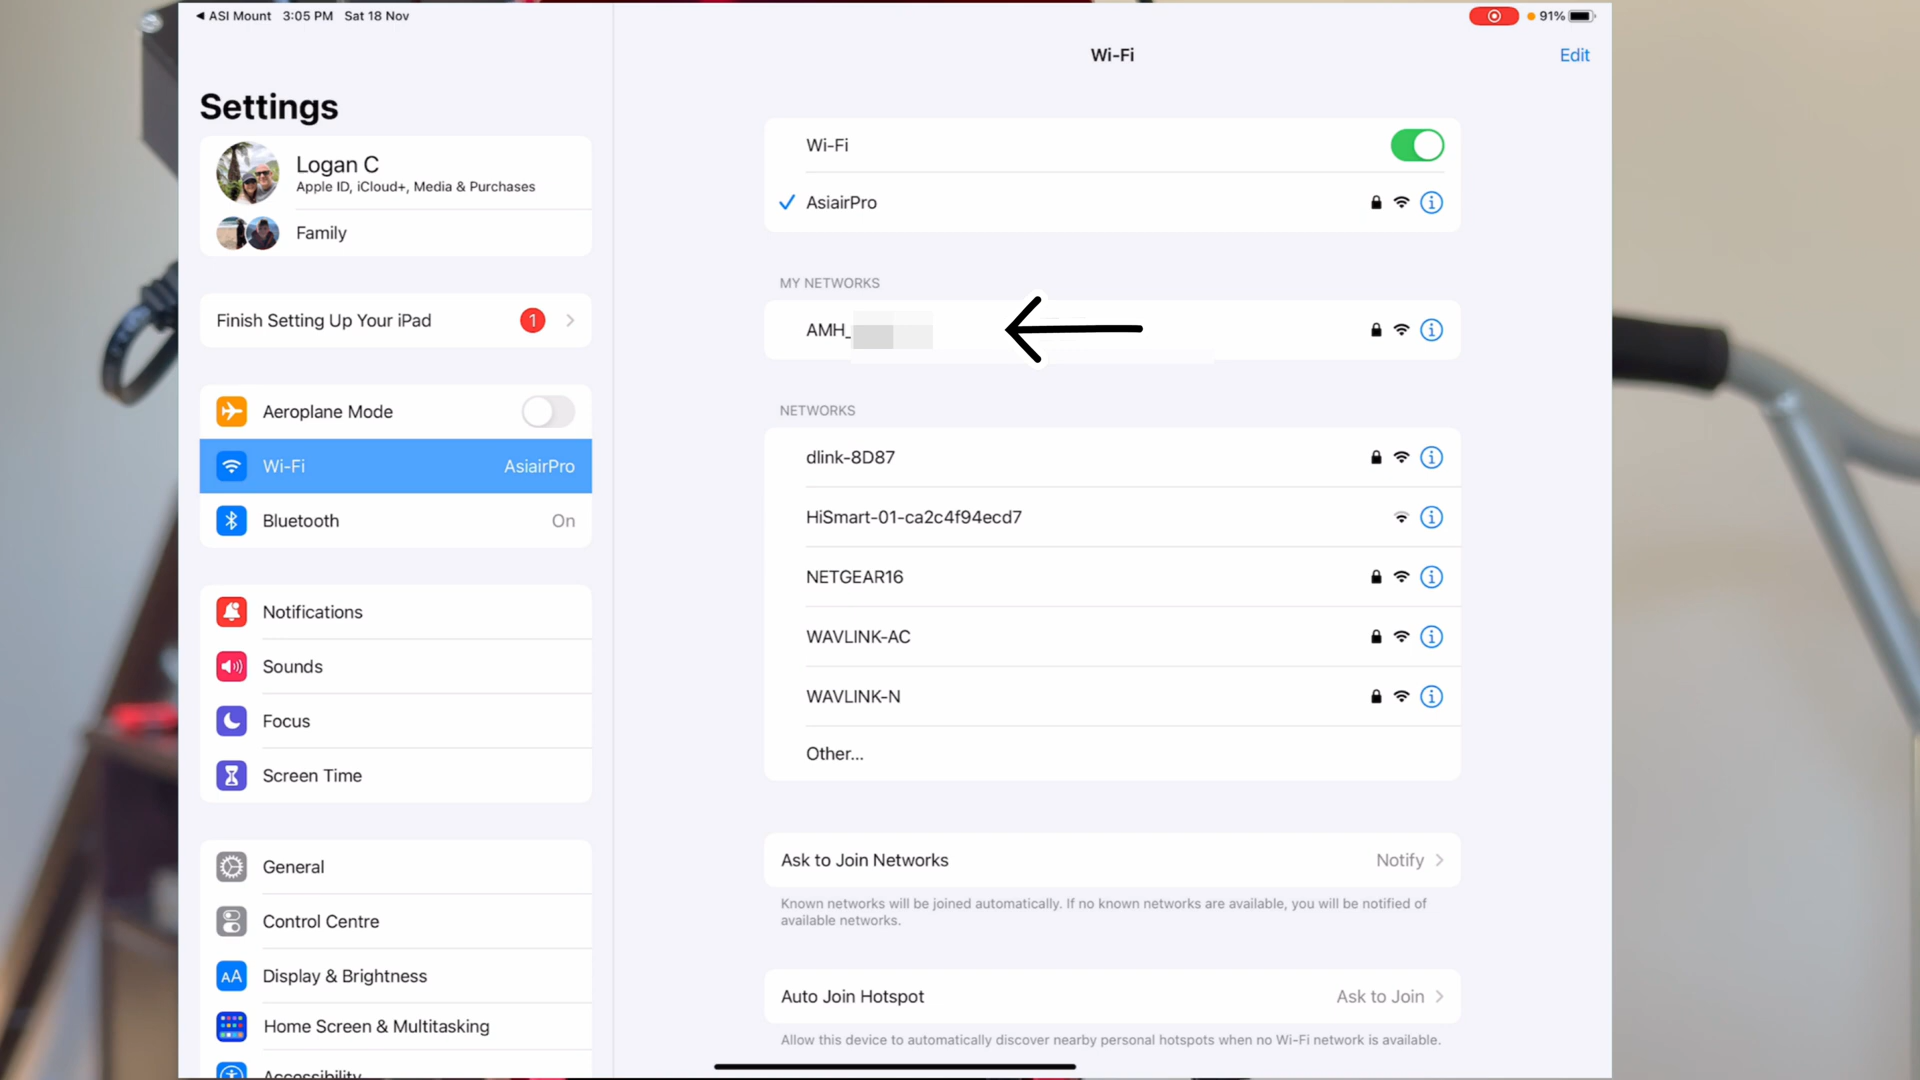 ASI Mount 3:05 PM Sat 18 Nov
91%
Settings
Logan C
Apple ID, iCloud+, Media & Purchases
Family
Finish Setting Up Your iPad 1
Aeroplane Mode
Wi-Fi AsiairPro
Bluetooth On
Notifications
Sounds
Focus
Screen Time
General
Control Centre
AA Display & Brightness
Home Screen & Multitasking
Accessibility
Wi-Fi
Edit
Wi-Fi
AsiairPro
MY NETWORKS
AMH_
NETWORKS
dlink-8D87
HiSmart-01-ca2c4f94ecd7
NETGEAR16
WAVLINK-AC
WAVLINK-N
Other...
Ask to Join Networks Notify
Known networks will be joined automatically. If no known networks are available, you will be notified of
available networks.
Auto Join Hotspot Ask to Join
Allow this device to automatically discover nearby personal hotspots when no Wi-Fi network is available.